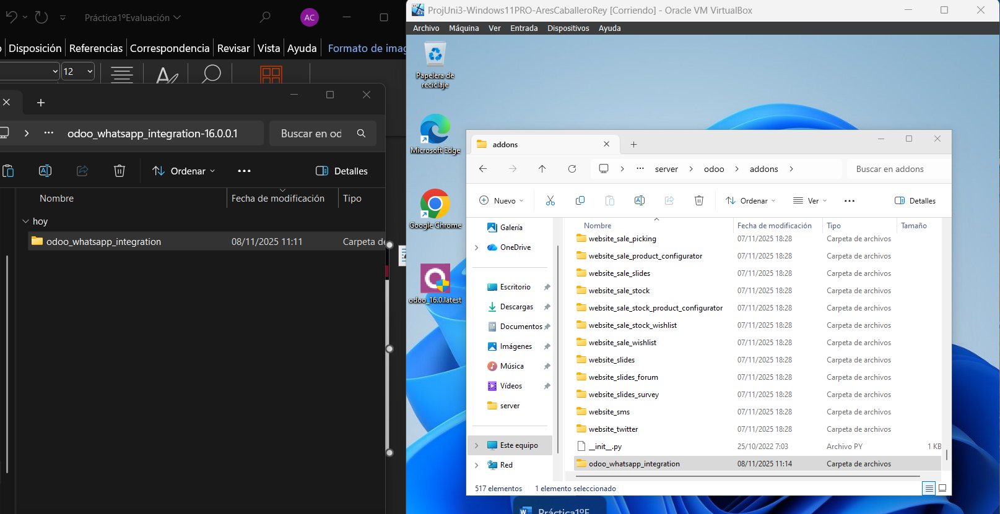 Práctica1ºEvaluación
AC
Disposición
Referencias
Correspondencia
Revisar
Vista
Ayuda
Formato de imag
12
odoo_whatsapp_integration-16.0.0.1
Buscar en od
Ordenar
Detalles
Nombre
Fecha de modificación
Tipo
hoy
odoo_whatsapp_integration
08/11/2025 11:11
Carpeta de
ProjUni3-Windows11PRO-AresCaballeroRey [Corriendo] - Oracle VM VirtualBox
Archivo
Máquina
Ver
Entrada
Dispositivos
Ayuda
Papelera de
reciclaje
Microsoft Edge
Google Chrome
odoo_16.0.latest
addons
server
odoo
addons
Buscar en addons
Nuevo
Ordenar
Ver
Detalles
Galería
OneDrive
Escritorio
Descargas
Documentos
Imágenes
Música
Vídeos
server
Este equipo
Red
Nombre
Fecha de modificación
Tipo
Tamaño
website_sale_picking 07/11/2025 18:28 Carpeta de archivos
website_sale_product_configurator 07/11/2025 18:28 Carpeta de archivos
website_sale_slides 07/11/2025 18:28 Carpeta de archivos
website_sale_stock 07/11/2025 18:28 Carpeta de archivos
website_sale_stock_product_configurator 07/11/2025 18:28 Carpeta de archivos
website_sale_stock_wishlist 07/11/2025 18:28 Carpeta de archivos
website_sale_wishlist 07/11/2025 18:28 Carpeta de archivos
website_slides 07/11/2025 18:28 Carpeta de archivos
website_slides_forum 07/11/2025 18:28 Carpeta de archivos
website_slides_survey 07/11/2025 18:28 Carpeta de archivos
website_sms 07/11/2025 18:28 Carpeta de archivos
website_twitter 07/11/2025 18:28 Carpeta de archivos
__init__.py 25/10/2022 7:03 Archivo PY 1 KB
odoo_whatsapp_integration 08/11/2025 11:14 Carpeta de archivos
517 elementos
1 elemento seleccionado
Práctica1ºE